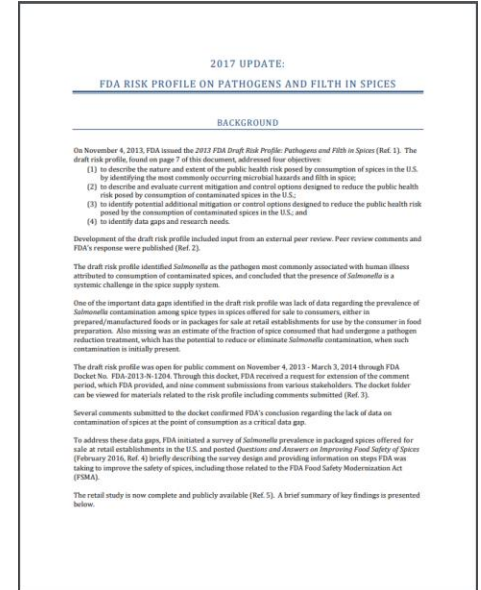 2017 UPDATE:
FDA RISK PROFILE ON PATHOGENS AND FILTH IN SPICES
BACKGROUND
On November 4, 2013, FDA issued the 2013 FDA Draft Risk Profile: Pathogens and Filth in Spices (Ref. 1). The
draft risk profile, found on page 7 of this document, addressed four objectives:
(1) to describe the nature and extent of the public health risk posed by consumption of spices in the U.S.
by identifying the most commonly occurring microbial hazards and filth in spice;
(2) to describe and evaluate current mitigation and control options designed to reduce the public health
risk posed by consumption of contaminated spices in the U.S.;
(3) to identify potential additional mitigation or control options designed to reduce the public health risk
posed by the consumption of contaminated spices in the U.S.; and
(4) to identify data gaps and research needs.
Development of the draft risk profile included input from an external peer review. Peer review comments and
FDA's response were published (Ref. 2).
The draft risk profile identified Salmonella as the pathogen most commonly associated with human illness
attributed to consumption of contaminated spices, and concluded that the presence of Salmonella is a
systemic challenge in the spice supply system.
One of the important data gaps identified in the draft risk profile was lack of data regarding the prevalence of
Salmonella contamination among spice types in spices offered for sale to consumers, either in
prepared/manufactured foods or in packages for sale at retail establishments for use by the consumer in food
preparation. Also missing was an estimate of the fraction of spice consumed that had undergone a pathogen
reduction treatment, which has the potential to reduce or eliminate Salmonella contamination, when such
contamination is initially present.
The draft risk profile was open for public comment on November 4, 2013 - March 3, 2014 through FDA
Docket No. FDA-2013-N-1204. Through this docket, FDA received a request for extension of the comment
period, which FDA provided, and nine comment submissions from various stakeholders. The docket folder
can be viewed for materials related to the risk profile including comments submitted (Ref. 3).
Several comments submitted to the docket confirmed FDA's conclusion regarding the lack of data on
contamination of spices at the point of consumption as a critical data gap.
To address these data gaps, FDA initiated a survey of Salmonella prevalence in packaged spices offered for
sale at retail establishments in the U.S. and posted Questions and Answers on Improving Food Safety of Spices
(February 2016, Ref. 4) briefly describing the survey design and providing information on steps FDA was
taking to improve the safety of spices, including those related to the FDA Food Safety Modernization Act
(FSMA).
The retail study is now complete and publicly available (Ref. 5). A brief summary of key findings is presented
below.